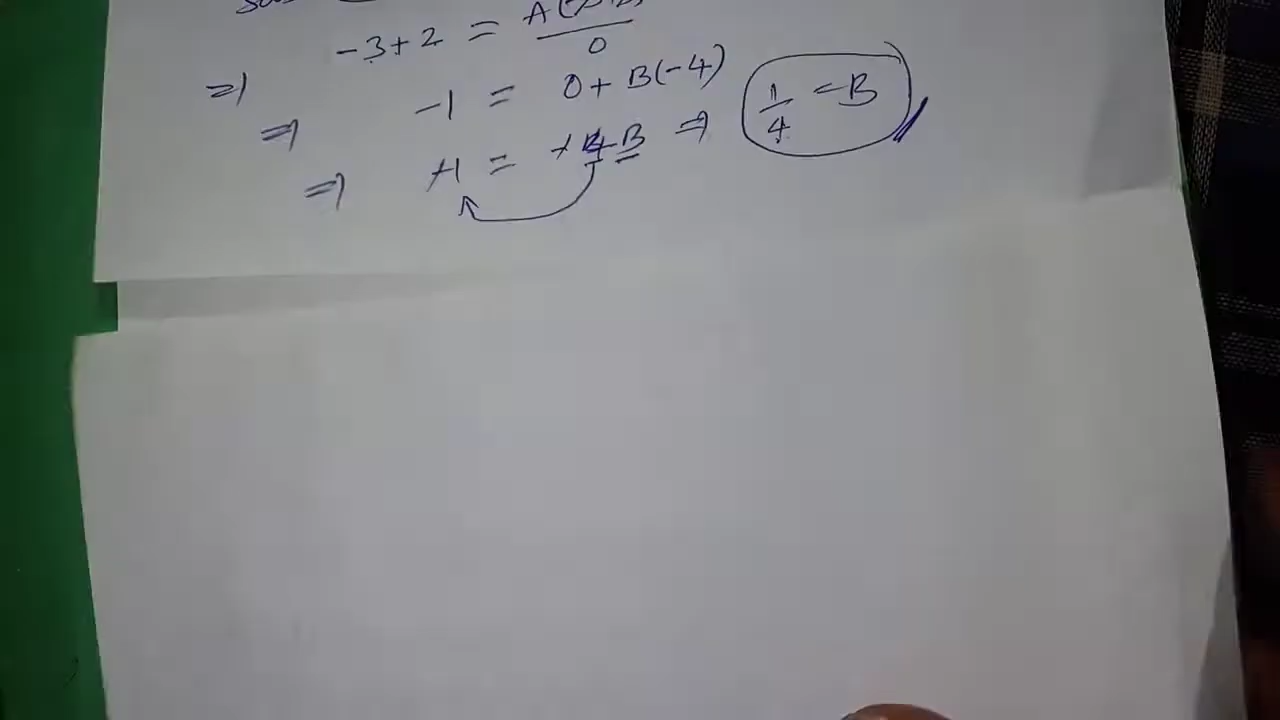 -3+2 = A(
0
⇒ -1 = 0+ B(-4) 1/4 = B
⇒
⇒ +1 = +4B ⇒